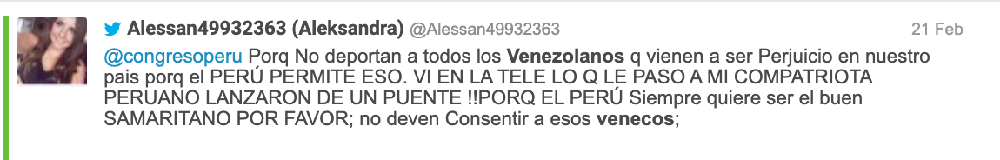 Alessan49932363 (Aleksandra) @Alessan49932363 21 Feb
@congresoperu Porq No deportan a todos los Venezolanos q vienen a ser Perjuicio en nuestro
pais porq el PERÚ PERMITE ESO. VI EN LA TELE LO Q LE PASO A MI COMPATRIOTA
PERUANO LANZARON DE UN PUENTE !!PORQ EL PERÚ Siempre quiere ser el buen
SAMARITANO POR FAVOR; no deven Consentir a esos venecos;